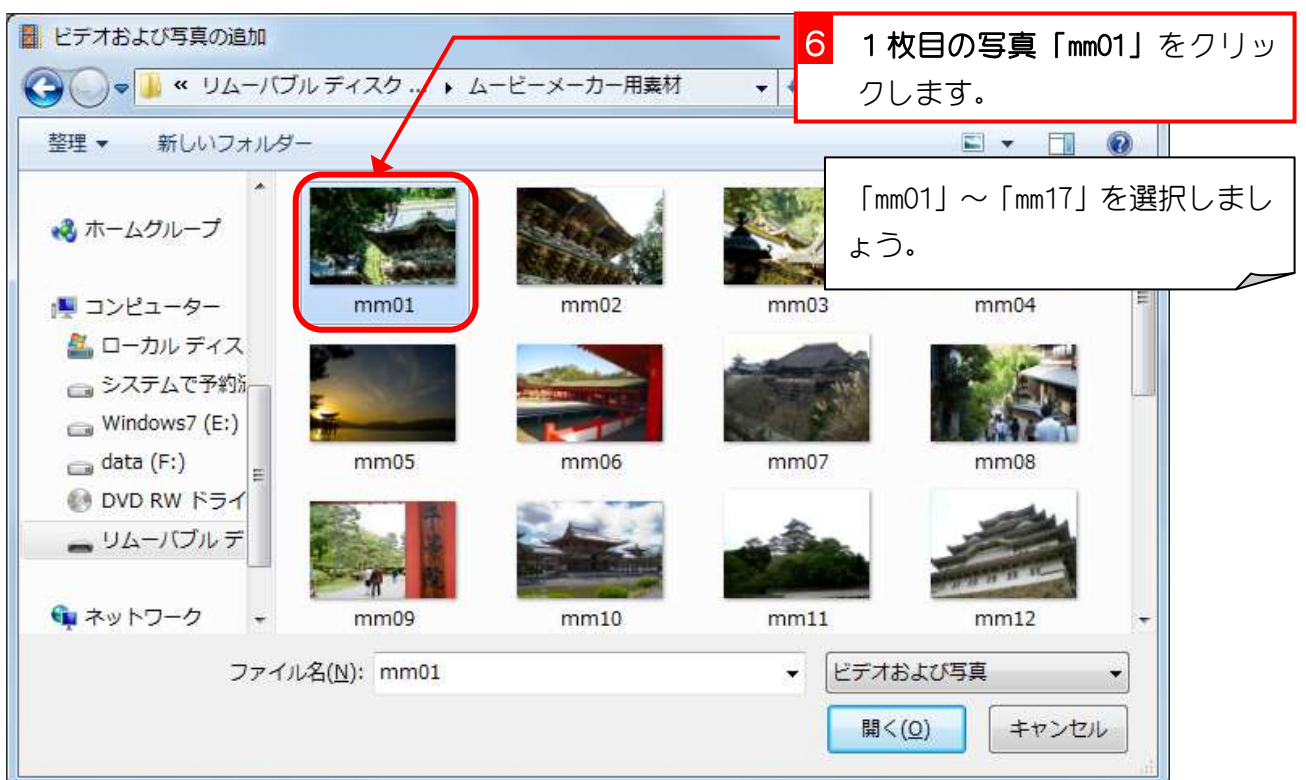 ビデオおよび写真の追加
6 1枚目の写真「mm01」をクリッ
クします。
« リムーバブル ディスク ... ▸ ムービーメーカー用素材
整理 ▼ 新しいフォルダー
「mm01」～「mm17」を選択しまし
ょう。
ホームグループ
コンピューター
ローカル ディス
システムで予約
Windows7 (E:)
data (F:)
DVD RW ドライ
リムーバブル デ
ネットワーク
mm01 mm02 mm03 mm04
mm05 mm06 mm07 mm08
mm09 mm10 mm11 mm12
ファイル名(N): mm01
ビデオおよび写真
開く(O) キャンセル